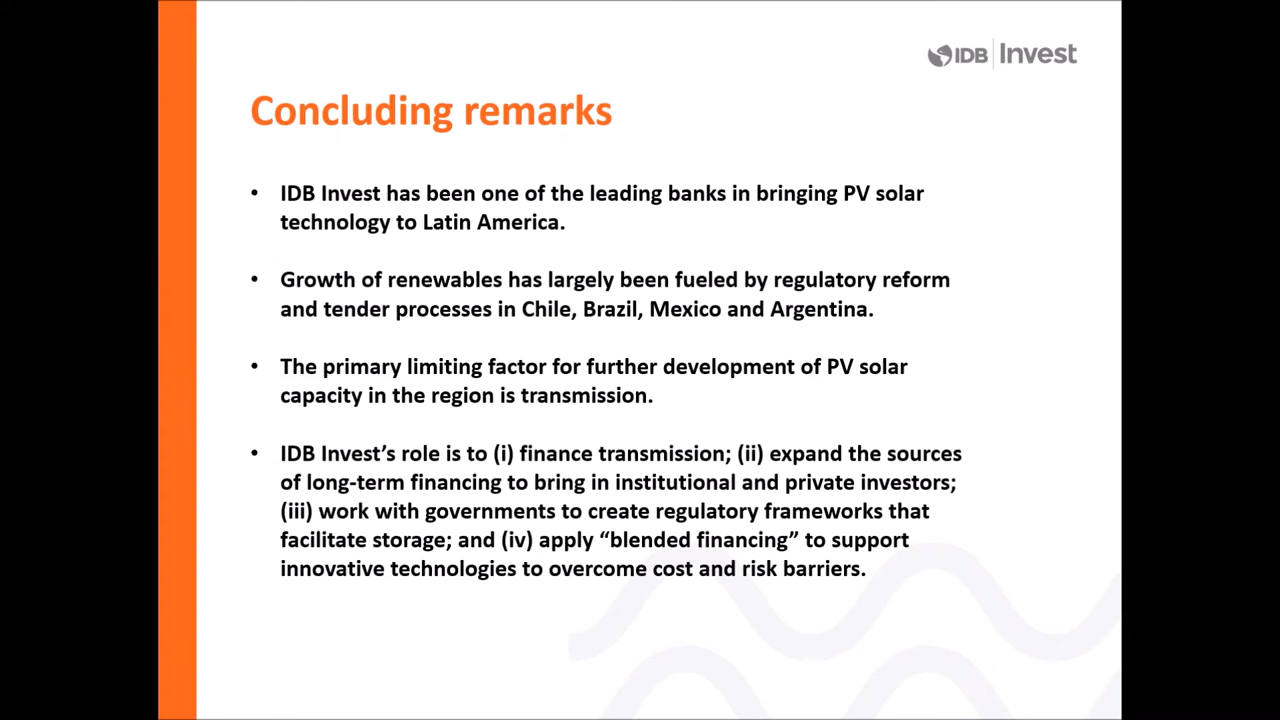 IDB Invest
Concluding remarks
• IDB Invest has been one of the leading banks in bringing PV solar
technology to Latin America.
• Growth of renewables has largely been fueled by regulatory reform
and tender processes in Chile, Brazil, Mexico and Argentina.
• The primary limiting factor for further development of PV solar
capacity in the region is transmission.
• IDB Invest’s role is to (i) finance transmission; (ii) expand the sources
of long-term financing to bring in institutional and private investors;
(iii) work with governments to create regulatory frameworks that
facilitate storage; and (iv) apply “blended financing” to support
innovative technologies to overcome cost and risk barriers.